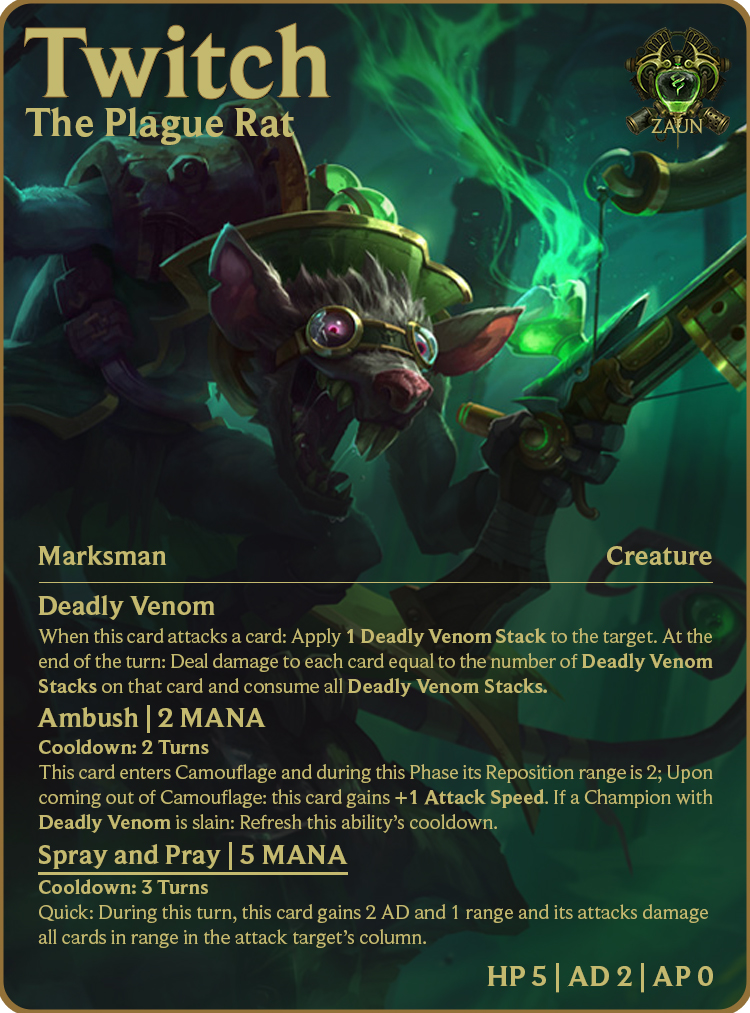 Twitch
The Plague Rat
ZAUN
Marksman Creature
Deadly Venom
When this card attacks a card: Apply 1 Deadly Venom Stack to the target. At the
end of the turn: Deal damage to each card equal to the number of Deadly Venom
Stacks on that card and consume all Deadly Venom Stacks.
Ambush | 2 MANA
Cooldown: 2 Turns
This card enters Camouflage and during this Phase its Reposition range is 2; Upon
coming out of Camouflage: this card gains +1 Attack Speed. If a Champion with
Deadly Venom is slain: Refresh this ability's cooldown.
Spray and Pray | 5 MANA
Cooldown: 3 Turns
Quick: During this turn, this card gains 2 AD and 1 range and its attacks damage
all cards in range in the attack target's column.
HP 5 | AD 2 | AP 0